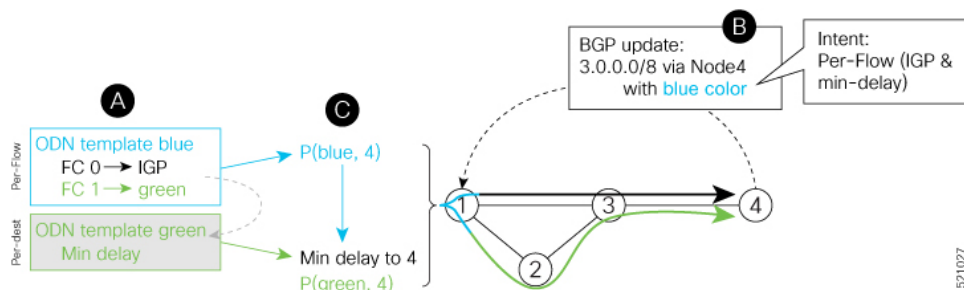 A
Per-Flow
ODN template blue
FC 0 → IGP
FC 1 → green
Per-dest
ODN template green
Min delay
C
P(blue, 4)
Min delay to 4
P(green, 4)
B
BGP update:
3.0.0.0/8 via Node4
with blue color
Intent:
Per-Flow (IGP &
min-delay)
1
3
4
2
521027